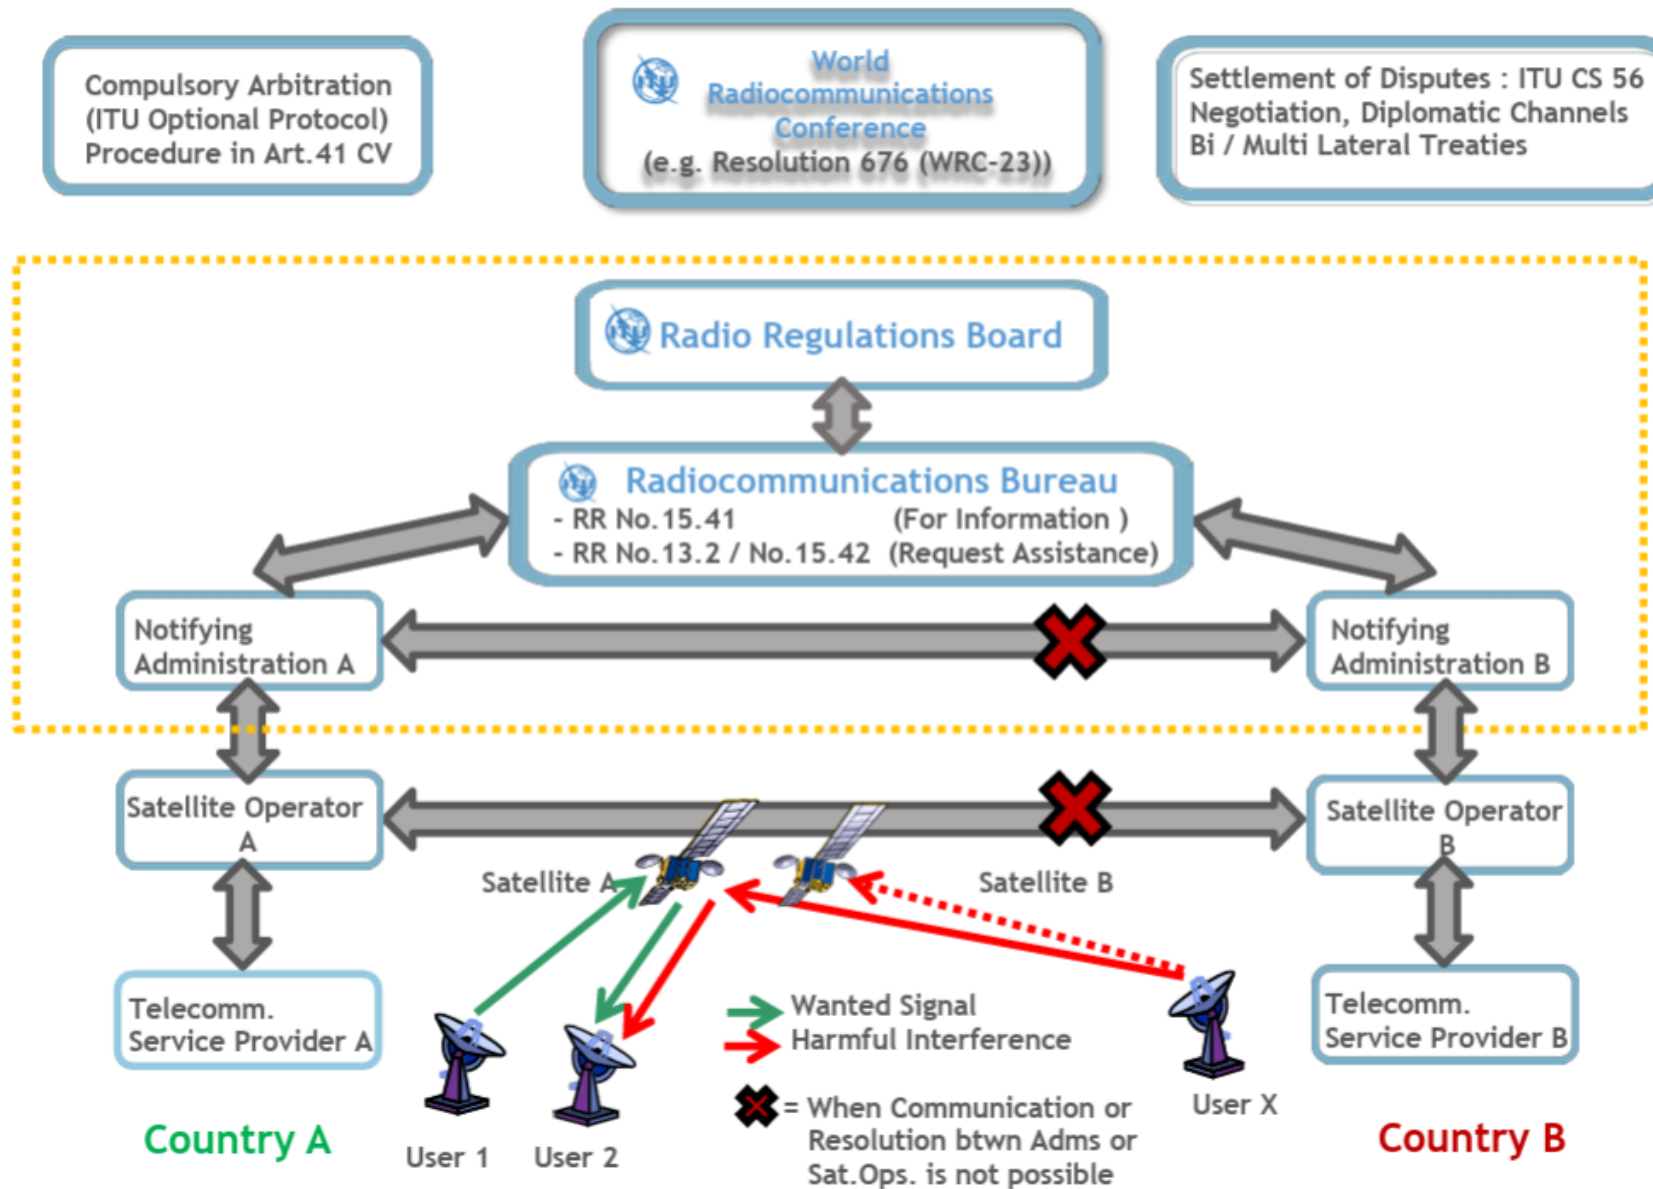 Compulsory Arbitration
(ITU Optional Protocol)
Procedure in Art.41 CV
ITU
World
Radiocommunications
Conference
(e.g. Resolution 676 (WRC-23))
Settlement of Disputes : ITU CS 56
Negotiation, Diplomatic Channels
Bi / Multi Lateral Treaties
ITU
Radio Regulations Board
ITU
Radiocommunications Bureau
- RR No.15.41 (For Information )
- RR No.13.2 / No.15.42 (Request Assistance)
Notifying
Administration A
Notifying
Administration B
Satellite Operator
A
Satellite Operator
B
Satellite A
Satellite B
Telecomm.
Service Provider A
Wanted Signal
Harmful Interference
Telecomm.
Service Provider B
= When Communication or
Resolution btwn Adms or
Sat.Ops. is not possible
User 1
User 2
User X
Country A
Country B